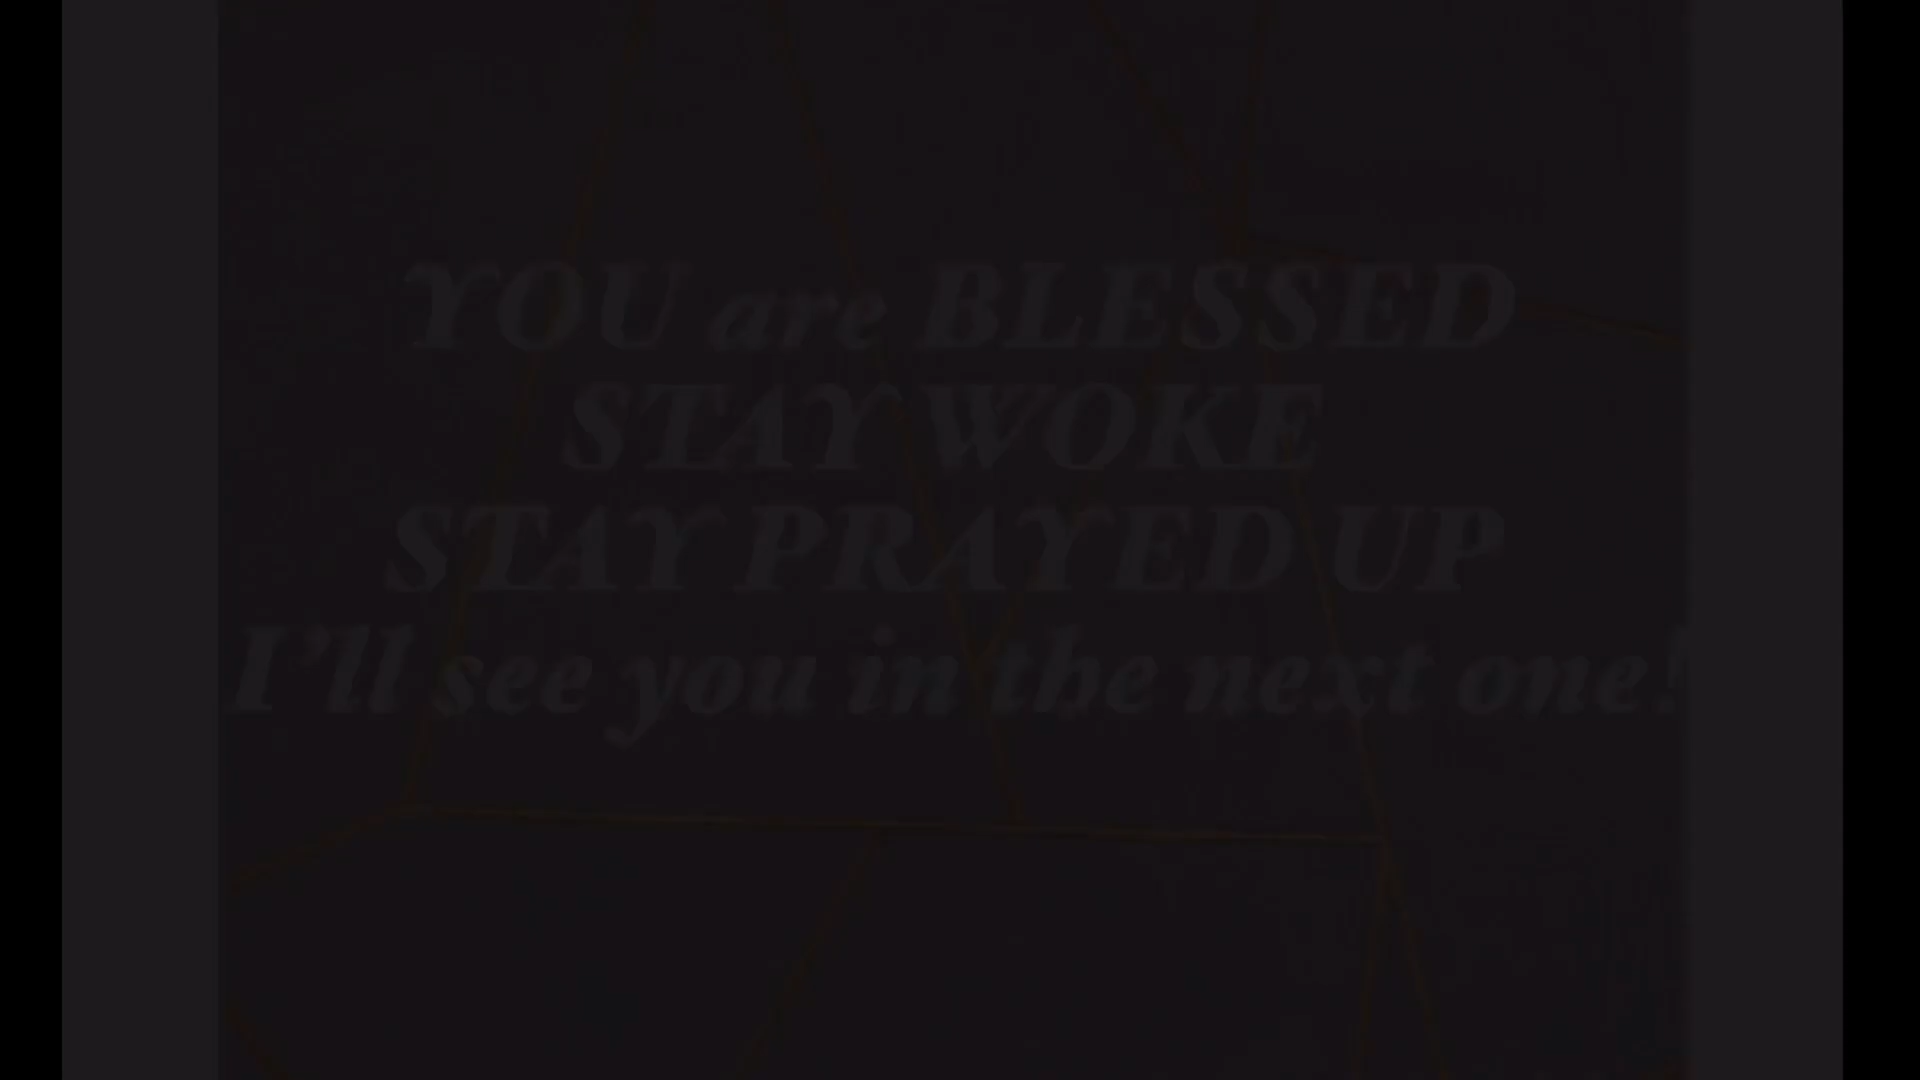 YOU are BLESSED
STAY WOKE
STAY PRAYED UP
I'll see you in the next one!